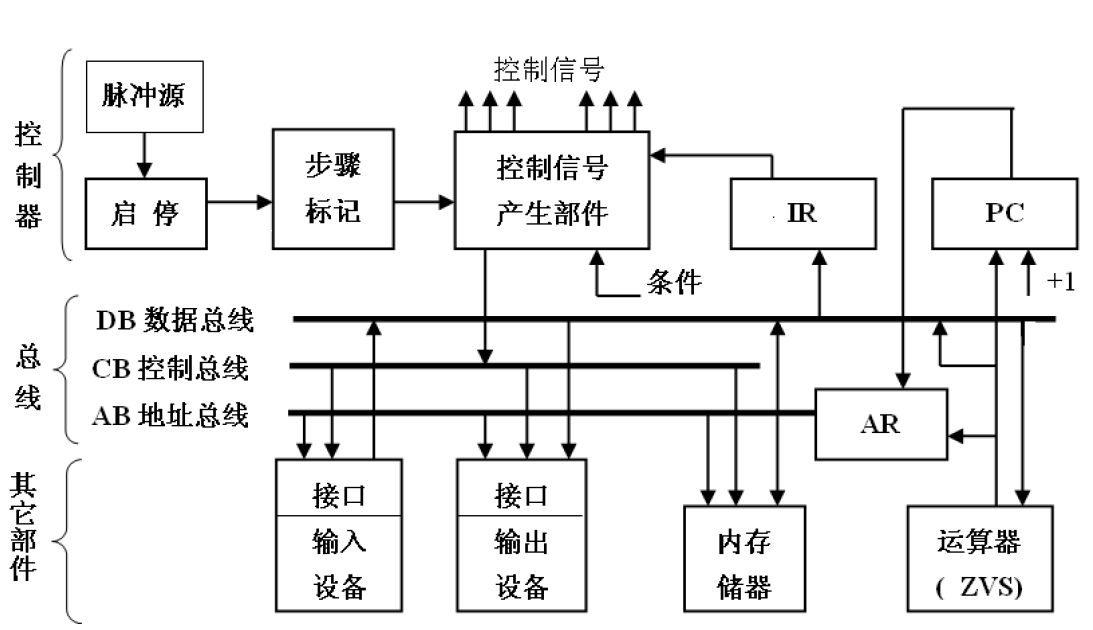 控制信号
控制器
脉冲源
启 停
步骤
标记
控制信号
产生部件
IR
PC
条件
+1
总线
DB 数据总线
CB 控制总线
AB 地址总线
AR
其它部件
接口
输入
设备
接口
输出
设备
内存
储器
运算器
( ZVS)